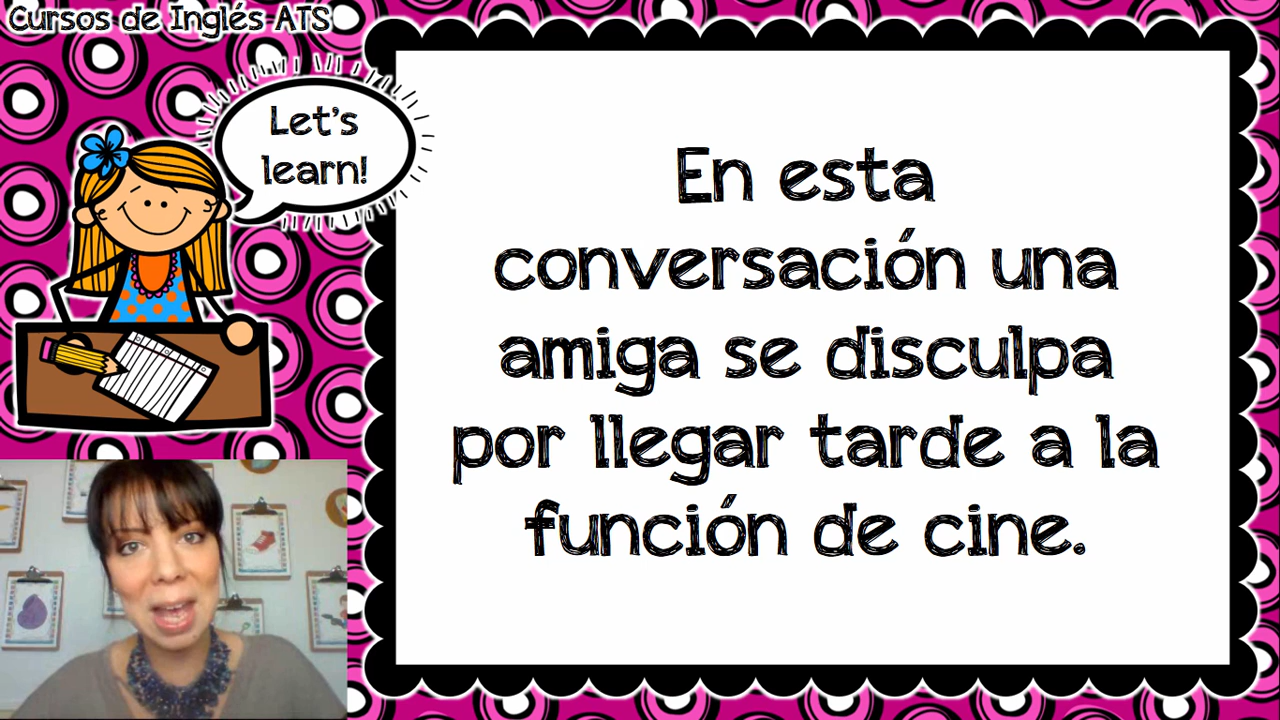 Cursos de Inglés ATS
Let's
learn!
En esta
conversación una
amiga se disculpa
por llegar tarde a la
función de cine.